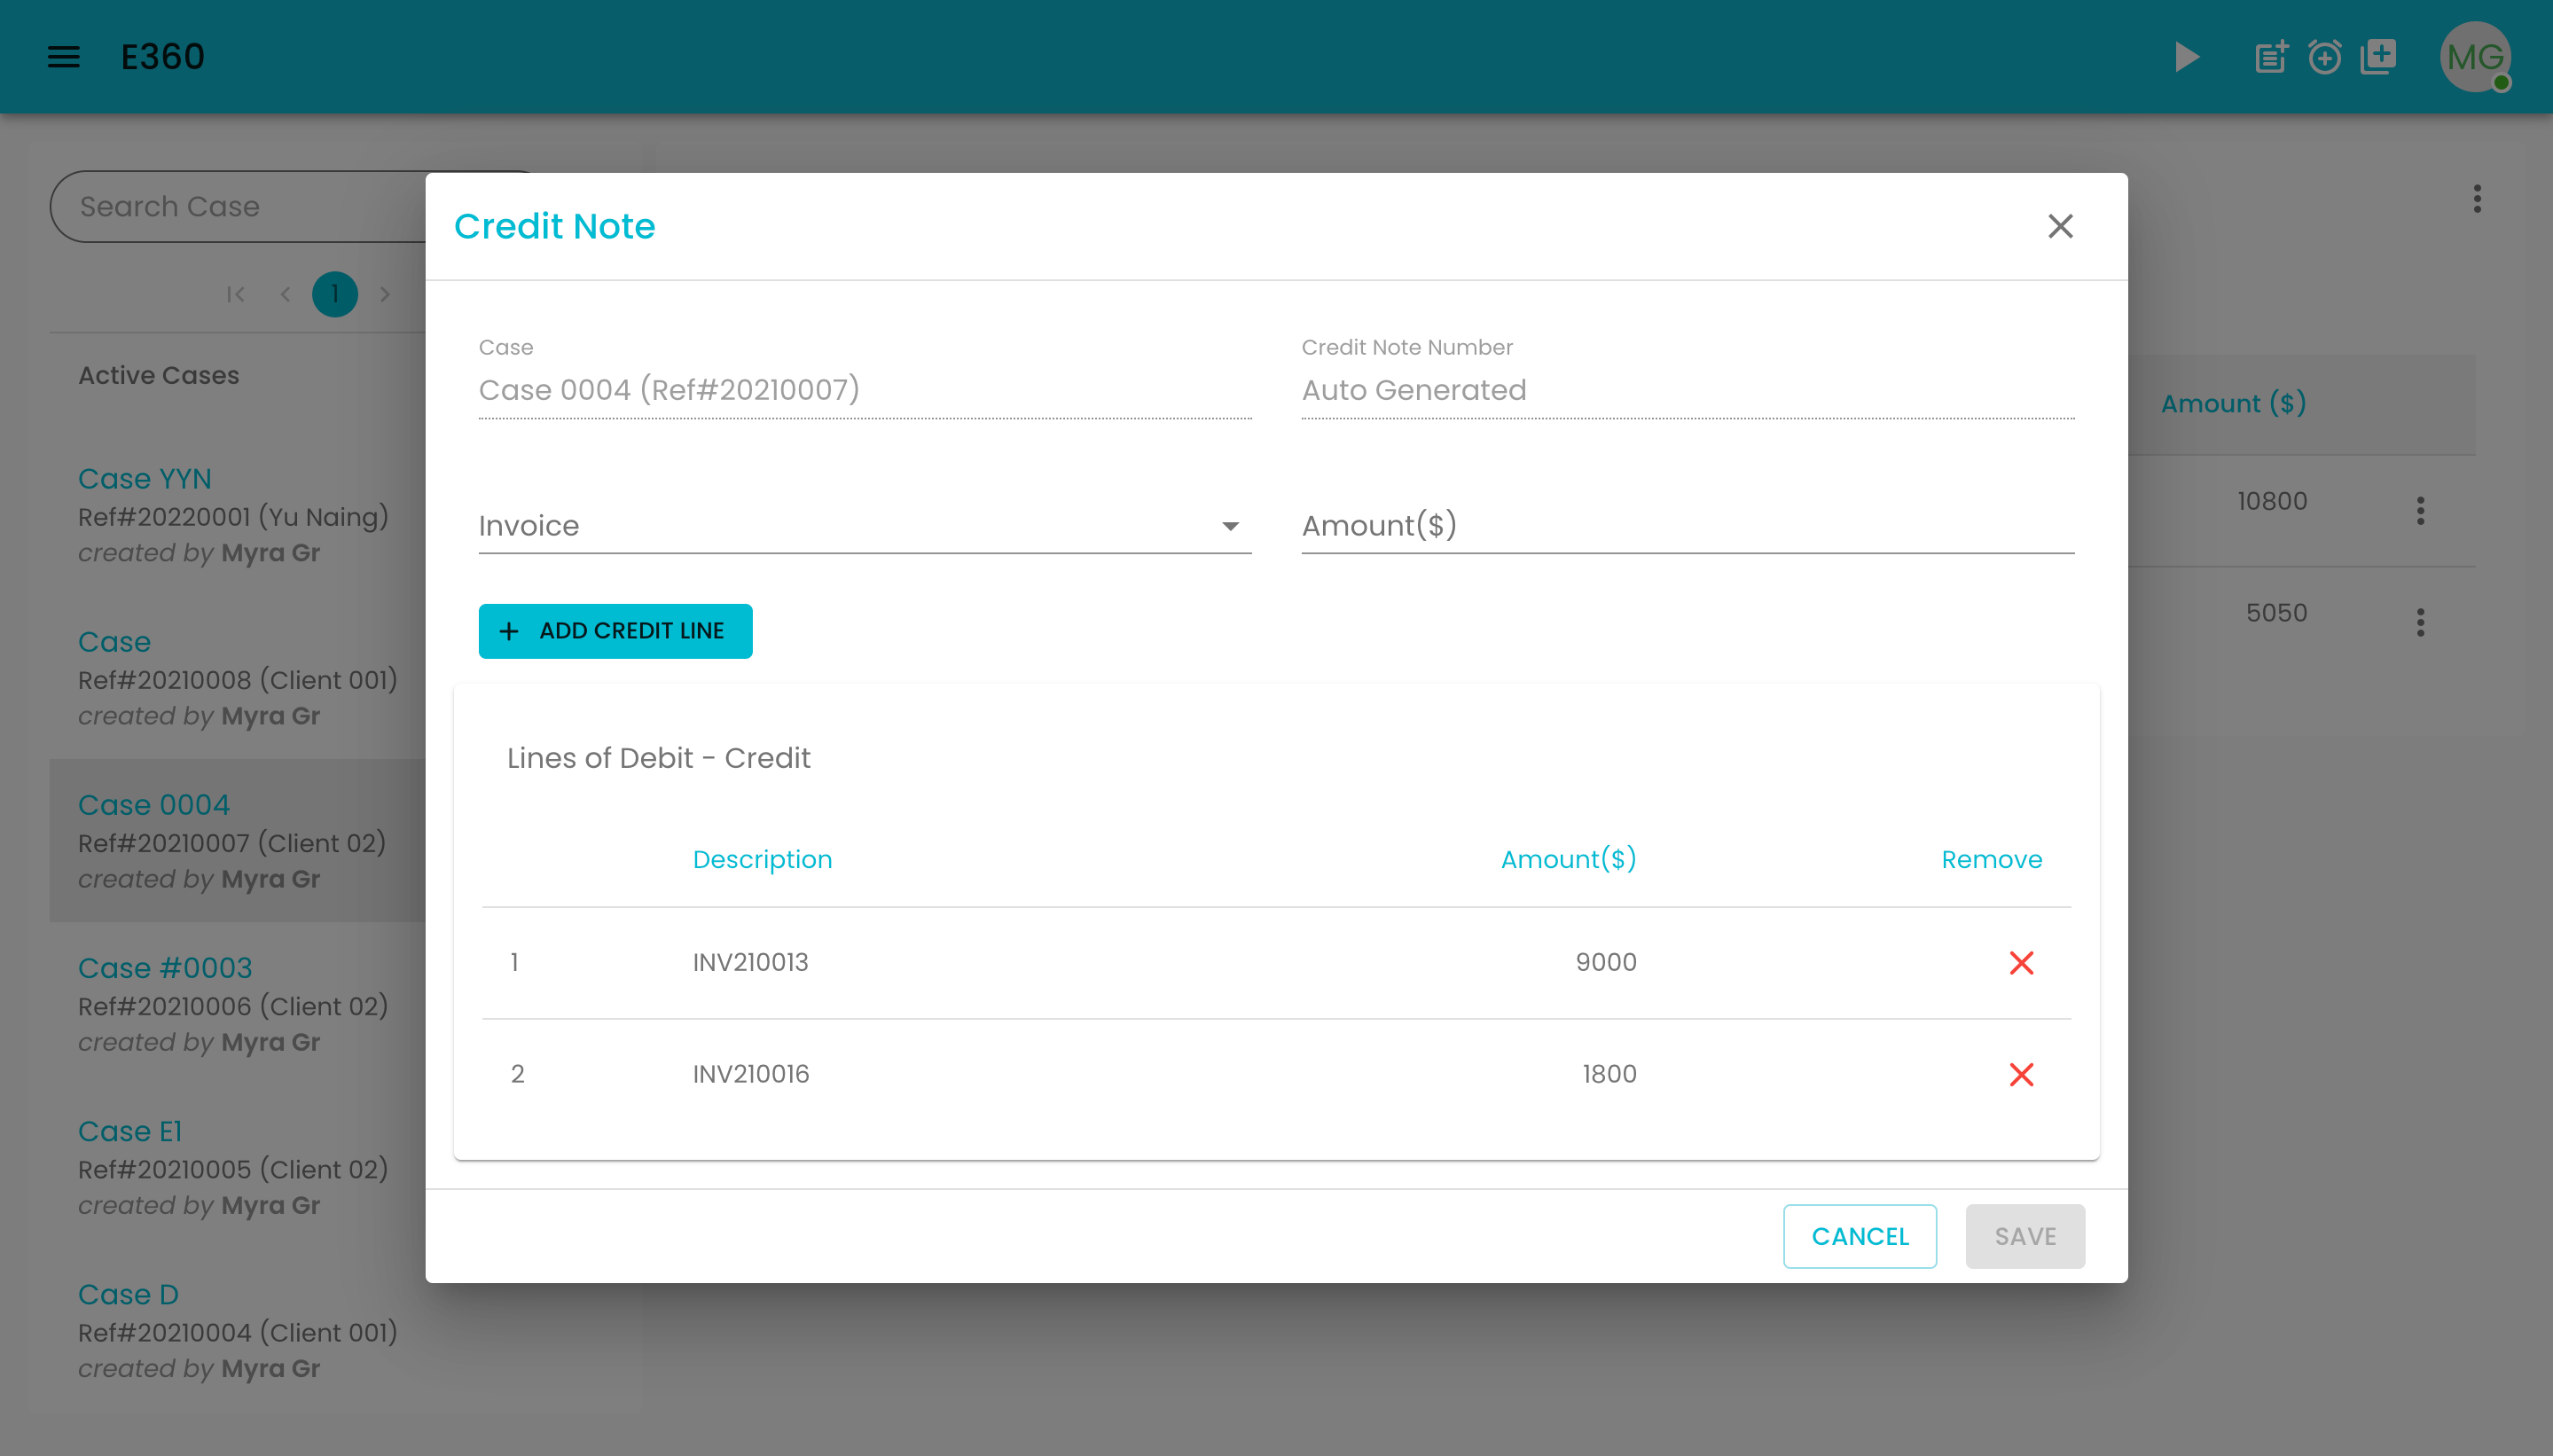 E360
MG
Search Case
1
Active Cases
Case YYN
Ref#20220001 (Yu Naing)
created by Myra Gr
Case
Ref#20210008 (Client 001)
created by Myra Gr
Case 0004
Ref#20210007 (Client 02)
created by Myra Gr
Case #0003
Ref#20210006 (Client 02)
created by Myra Gr
Case E1
Ref#20210005 (Client 02)
created by Myra Gr
Case D
Ref#20210004 (Client 001)
created by Myra Gr
Credit Note
Case
Case 0004 (Ref#20210007)
Credit Note Number
Auto Generated
Invoice
Amount($)
ADD CREDIT LINE
Lines of Debit - Credit
Description Amount($) Remove
1 INV210013 9000
2 INV210016 1800
CANCEL SAVE
Amount ($)
10800
5050